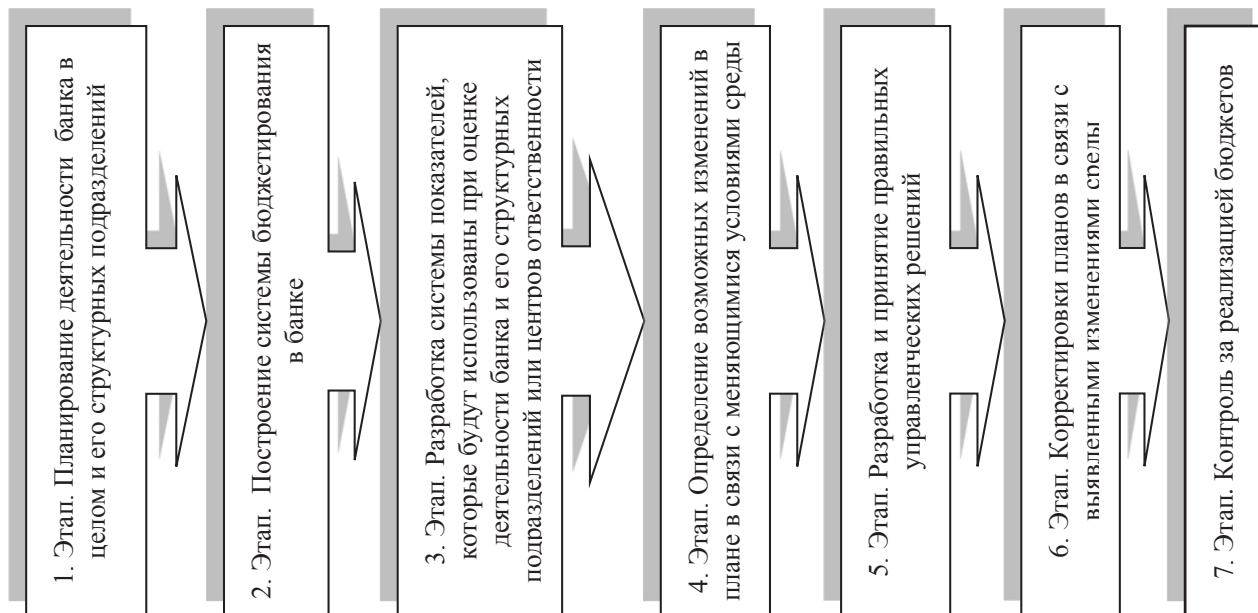 1. Этап. Планирование деятельности банка в
целом и его структурных подразделений
2. Этап. Построение системы бюджетирования
в банке
3. Этап. Разработка системы показателей,
которые будут использованы при оценке
деятельности банка и его структурных
подразделений или центров ответственности
4. Этап. Определение возможных изменений в
плане в связи с меняющимися условиями среды
5. Этап. Разработка и принятие правильных
управленческих решений
6. Этап. Корректировки планов в связи с
выявленными изменениями среды
7. Этап. Контроль за реализацией бюджетов